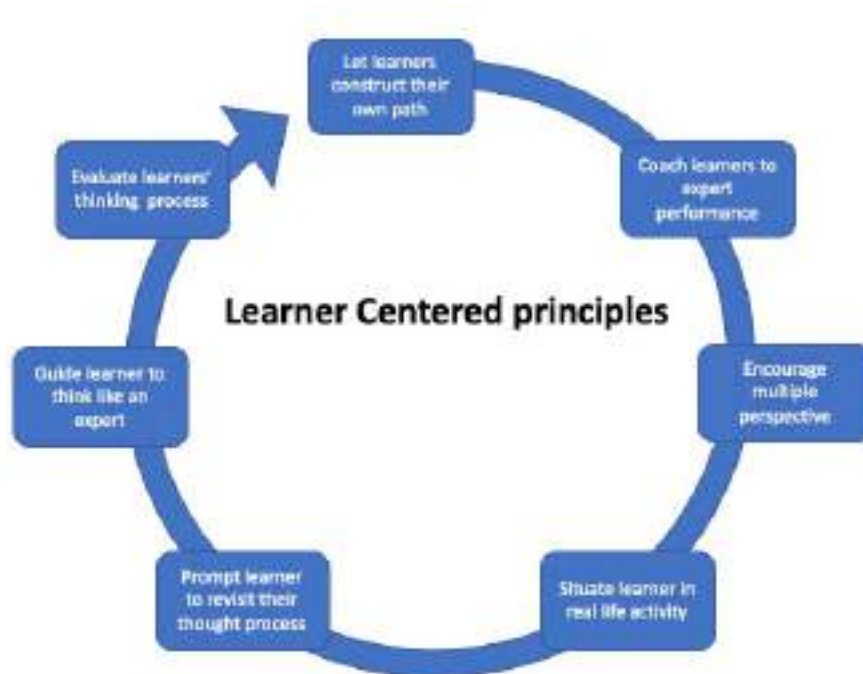 Let learners
construct their
own path
Coach learners to
expert
performance
Encourage
multiple
perspective
Situate learner in
real life activity
Prompt learner
to revisit their
thought process
Guide learner to
think like an
expert
Evaluate learners'
thinking process
Learner Centered principles